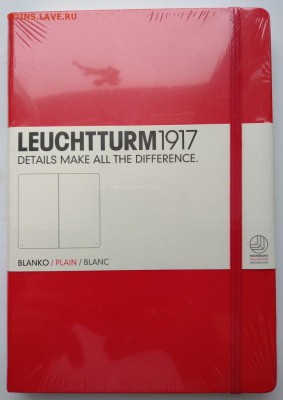 COINS.LAVE.RU
LEUCHTTURM1917
DETAILS MAKE ALL THE DIFFERENCE.
BLANKO / PLAIN / BLANC